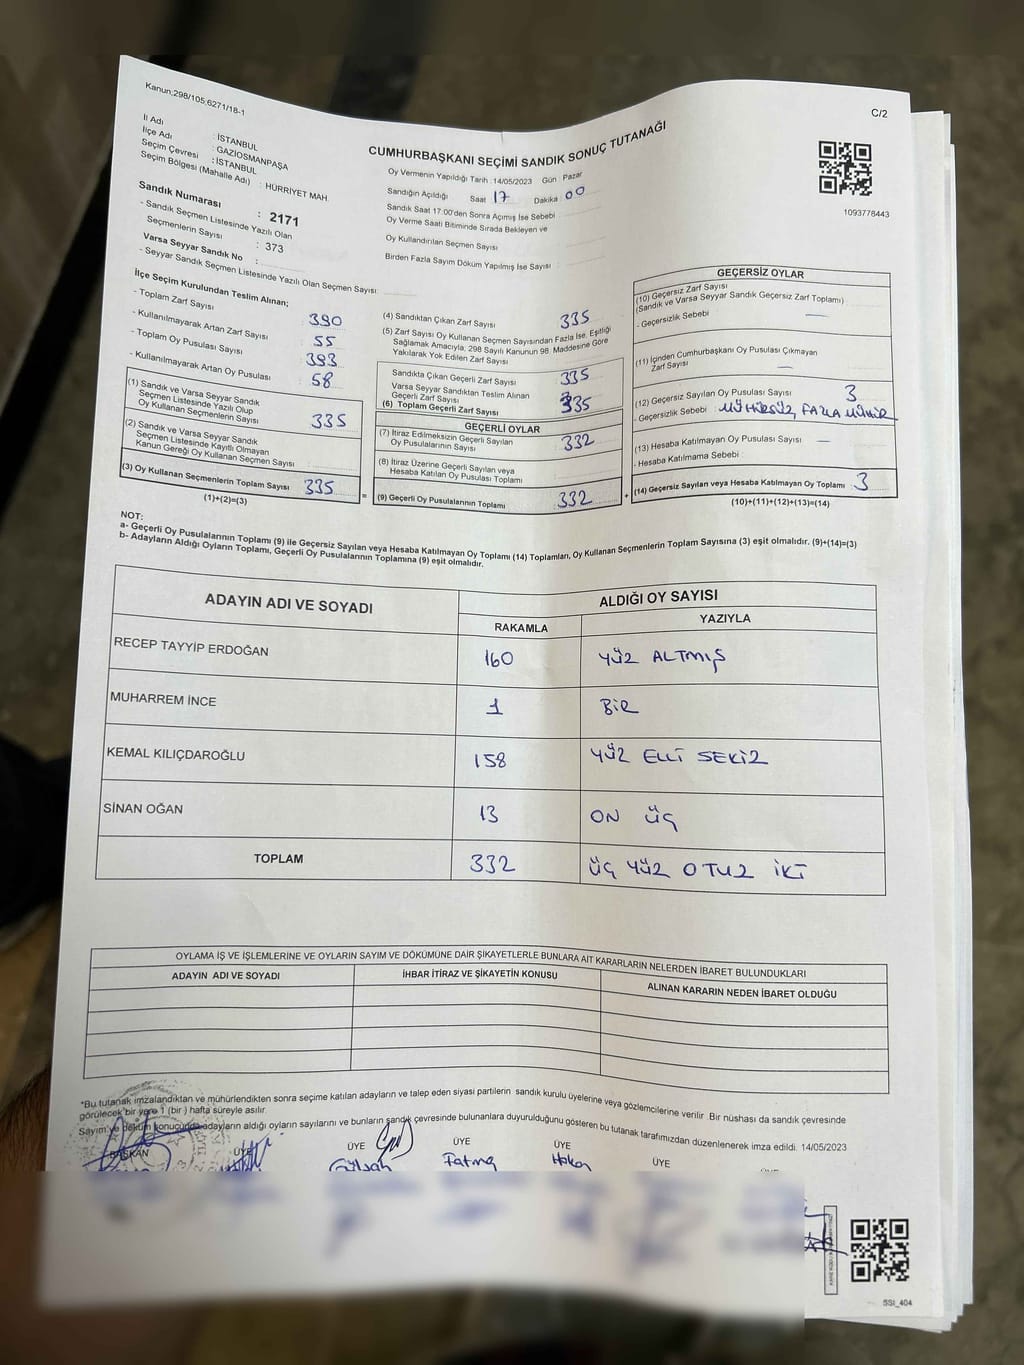 Kanun;298/105;6271/18-1
C/2
İl Adı : İSTANBUL
İlçe Adı : GAZİOSMANPAŞA
Seçim Çevresi : İSTANBUL
Seçim Bölgesi (Mahalle Adı) : HÜRRİYET MAH.
CUMHURBAŞKANI SEÇİMİ SANDIK SONUÇ TUTANAĞI
Oy Vermenin Yapıldığı Tarih :14/05/2023 Gün :Pazar
Sandığın Açıldığı Saat 17 Dakika 00
Sandık Saat 17:00'den Sonra Açımış İse Sebebi :
Oy Verme Saati Bitiminde Sırada Bekleyen ve
Oy Kullandırılan Seçmen Sayısı :
Birden Fazla Sayım Döküm Yapılmış İse Sayısı :
1093778443
Sandık Numarası : 2171
- Sandık Seçmen Listesinde Yazılı Olan
Seçmenlerin Sayısı : 373
Varsa Seyyar Sandık No :
- Seyyar Sandık Seçmen Listesinde Yazılı Olan Seçmen Sayısı:
İlçe Seçim Kurulundan Teslim Alınan;
- Toplam Zarf Sayısı : 390
- Kullanılmayarak Artan Zarf Sayısı : 55
- Toplam Oy Pusulası Sayısı : 393
- Kullanılmayarak Artan Oy Pusulası : 58
(1) Sandık ve Varsa Seyyar Sandık
Seçmen Listesinde Yazılı Olup
Oy Kullanan Seçmenlerin Sayısı : 335
(2) Sandık ve Varsa Seyyar Sandık
Seçmen Listesinde Kayıtlı Olmayan
Kanun Gereği Oy Kullanan Seçmen Sayısı :
(3) Oy Kullanan Seçmenlerin Toplam Sayısı : 335
(1)+(2)=(3)
=
(4) Sandıktan Çıkan Zarf Sayısı : 335
(5) Zarf Sayısı Oy Kullanan Seçmen Sayısından Fazla İse, Eşitliği
Sağlamak Amacıyla, 298 Sayılı Kanunun 98. Maddesine Göre
Yakılarak Yok Edilen Zarf Sayısı :
Sandıkta Çıkan Geçerli Zarf Sayısı : 335
Varsa Seyyar Sandıktan Teslim Alınan
Geçerli Zarf Sayısı :
(6) Toplam Geçerli Zarf Sayısı : 335
GEÇERLİ OYLAR
(7) İtiraz Edilmeksizin Geçerli Sayılan
Oy Pusulalarının Sayısı : 332
(8) İtiraz Üzerine Geçerli Sayılan veya
Hesaba Katılan Oy Pusulası Toplamı :
(9) Geçerli Oy Pusulalarının Toplamı : 332
+
GEÇERSİZ OYLAR
(10) Geçersiz Zarf Sayısı
(Sandık ve Varsa Seyyar Sandık Geçersiz Zarf Toplamı) :
- Geçersizlik Sebebi : —
(11) İçinden Cumhurbaşkanı Oy Pusulası Çıkmayan
Zarf Sayısı : —
(12) Geçersiz Sayılan Oy Pusulası Sayısı : 3
- Geçersizlik Sebebi : MÜHÜRSÜZ, FAZLA MÜHÜR
(13) Hesaba Katılmayan Oy Pusulası Sayısı : —
- Hesaba Katılmama Sebebi :
(14) Geçersiz Sayılan veya Hesaba Katılmayan Oy Toplamı : 3
(10)+(11)+(12)+(13)=(14)
NOT:
a- Geçerli Oy Pusulalarının Toplamı (9) ile Geçersiz Sayılan veya Hesaba Katılmayan Oy Toplamı (14) Toplamları, Oy Kullanan Seçmenlerin Toplam Sayısına (3) eşit olmalıdır. (9)+(14)=(3)
b- Adayların Aldığı Oyların Toplamı, Geçerli Oy Pusulalarının Toplamına (9) eşit olmalıdır.
ADAYIN ADI VE SOYADI ALDIĞI OY SAYISI
RAKAMLA YAZIYLA
RECEP TAYYİP ERDOĞAN 160 YÜZ ALTMIŞ
MUHARREM İNCE 1 BİR
KEMAL KILIÇDAROĞLU 158 YÜZ ELLİ SEKİZ
SİNAN OĞAN 13 ON ÜÇ
TOPLAM 332 ÜÇ YÜZ OTUZ İKİ
OYLAMA İŞ VE İŞLEMLERİNE VE OYLARIN SAYIM VE DÖKÜMÜNE DAİR ŞİKAYETLERLE BUNLARA AİT KARARLARIN NELERDEN İBARET BULUNDUKLARI
ADAYIN ADI VE SOYADI İHBAR İTİRAZ VE ŞİKAYETİN KONUSU ALINAN KARARIN NEDEN İBARET OLDUĞU
*Bu tutanak imzalandıktan ve mühürlendikten sonra seçime katılan adayların ve talep eden siyasi partilerin sandık kurulu üyelerine veya gözlemcilerine verilir. Bir nüshası da sandık çevresinde
görülecek bir yere 1 (bir) hafta süreyle asılır.
Sayım ve döküm sonucunda adayların aldığı oyların sayılarını ve bunların sandık çevresinde bulunanlara duyurulduğunu gösteren bu tutanak tarafımızdan düzenlenerek imza edildi. 14/05/2023
BAŞKAN ÜYE ÜYE ÜYE ÜYE ÜYE ÜYE
Gülşah Fatma Hakan
SSI_404